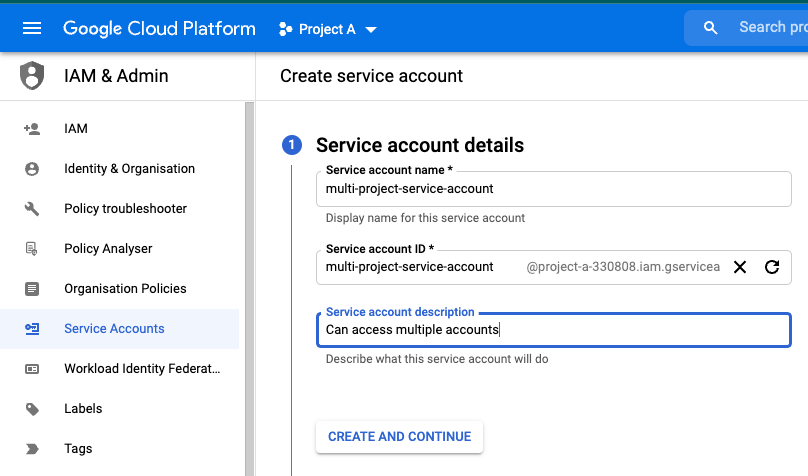 Google Cloud Platform
Project A
Search pro
IAM & Admin
Create service account
IAM
Identity & Organisation
Policy troubleshooter
Policy Analyser
Organisation Policies
Service Accounts
Workload Identity Federat...
Labels
Tags
1
Service account details
Service account name *
multi-project-service-account
Display name for this service account
Service account ID *
multi-project-service-account
@project-a-330808.iam.gservicea
Service account description
Can access multiple accounts
Describe what this service account will do
CREATE AND CONTINUE